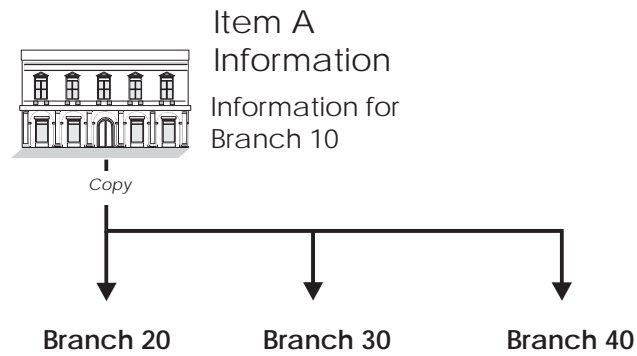 Item A
Information
Information for
Branch 10
Copy
Branch 20 Branch 30 Branch 40